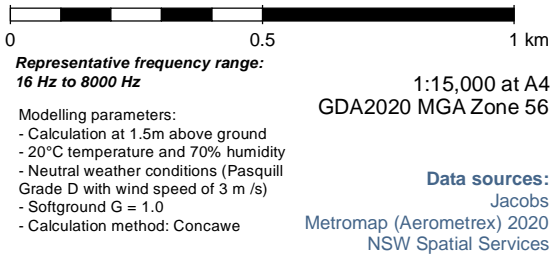 0 0.5 1 km
Representative frequency range:
16 Hz to 8000 Hz
Modelling parameters:
- Calculation at 1.5m above ground
- 20°C temperature and 70% humidity
- Neutral weather conditions (Pasquill
Grade D with wind speed of 3 m /s)
- Softground G = 1.0
- Calculation method: Concawe
1:15,000 at A4
GDA2020 MGA Zone 56
Data sources:
Jacobs
Metromap (Aerometrex) 2020
NSW Spatial Services